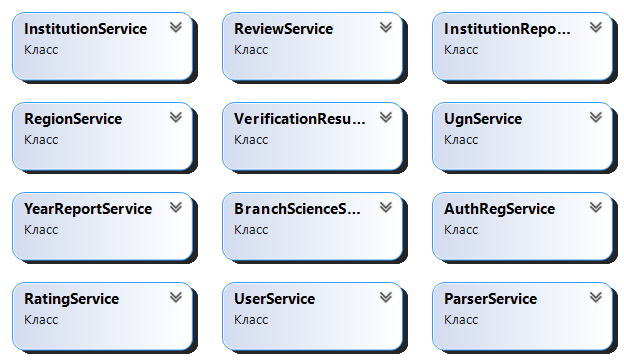 InstitutionService
Класс
ReviewService
Класс
InstitutionRepo...
Класс
RegionService
Класс
VerificationResu...
Класс
UgnService
Класс
YearReportService
Класс
BranchScienceS...
Класс
AuthRegService
Класс
RatingService
Класс
UserService
Класс
ParserService
Класс